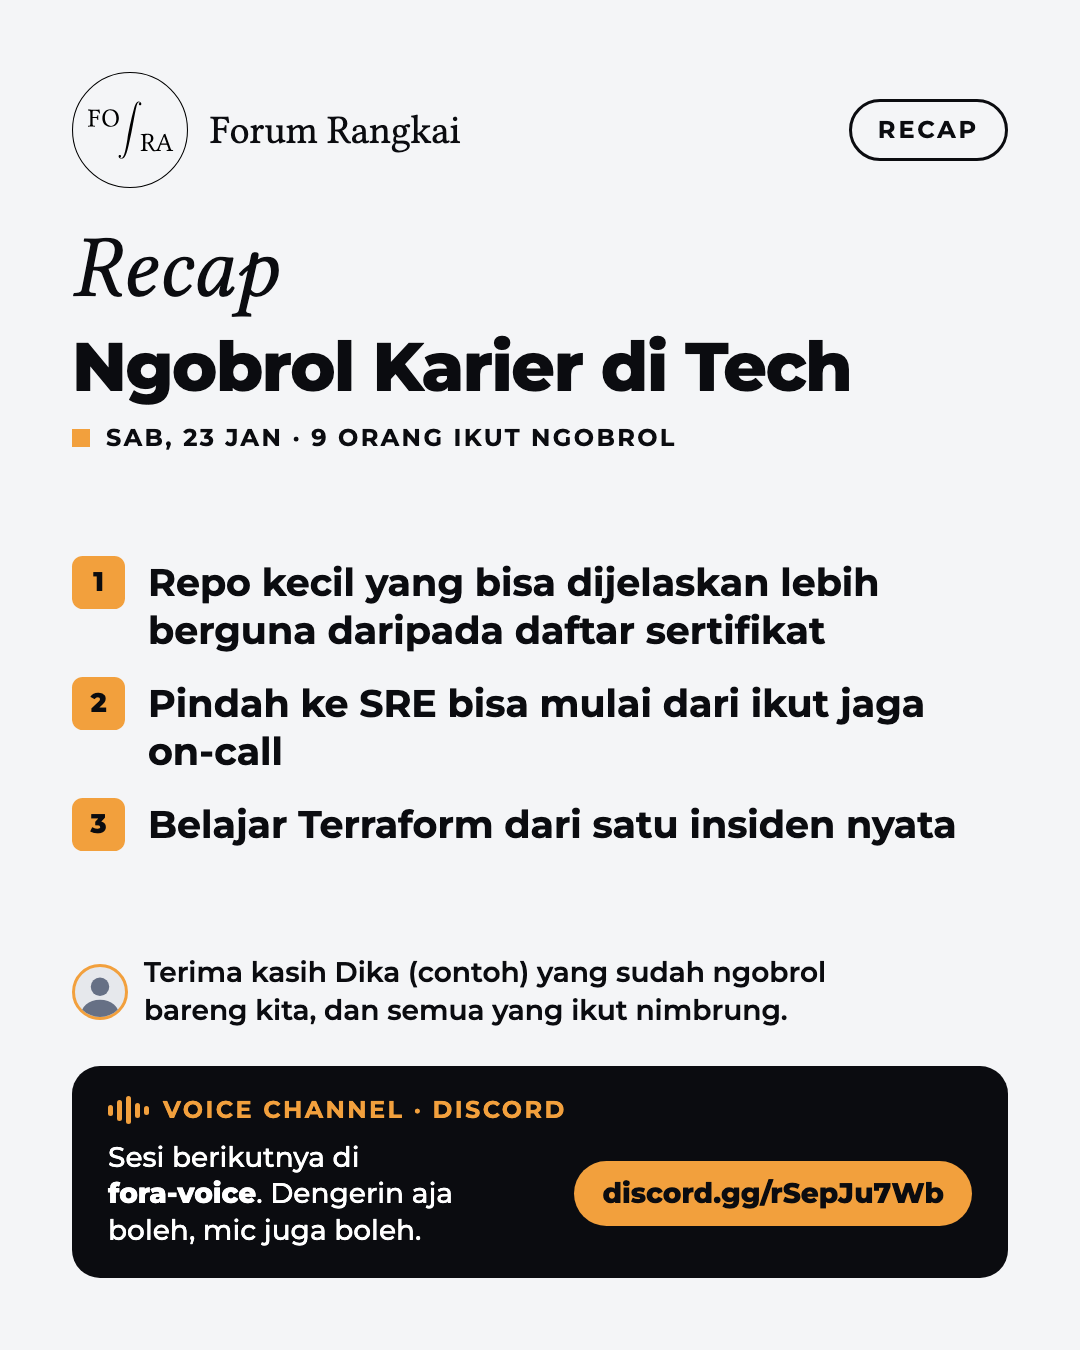 FO RA
Forum Rangkai
RECAP
Recap
Ngobrol Karier di Tech
SAB, 23 JAN · 9 ORANG IKUT NGOBROL
1
Repo kecil yang bisa dijelaskan lebih
berguna daripada daftar sertifikat
2
Pindah ke SRE bisa mulai dari ikut jaga
on-call
3
Belajar Terraform dari satu insiden nyata
Terima kasih Dika (contoh) yang sudah ngobrol
bareng kita, dan semua yang ikut nimbrung.
VOICE CHANNEL · DISCORD
Sesi berikutnya di
fora-voice. Dengerin aja
boleh, mic juga boleh.
discord.gg/rSepJu7Wb